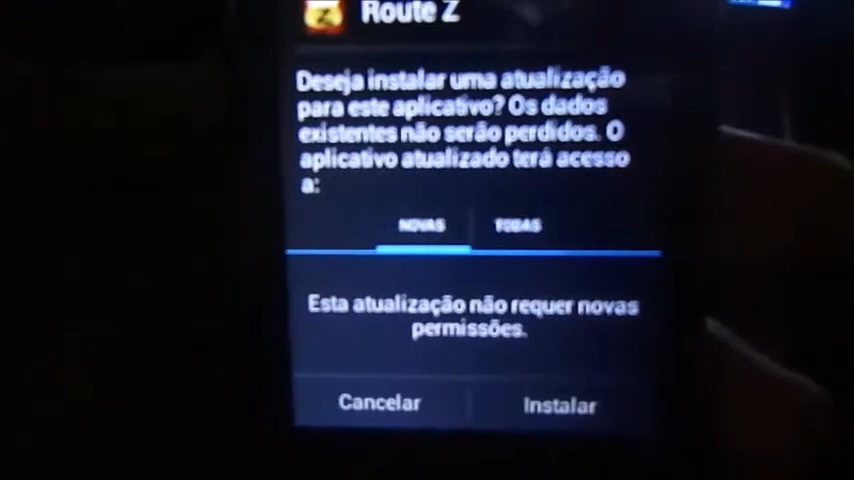 Route Z
Deseja instalar uma atualização
para este aplicativo? Os dados
existentes não serão perdidos. O
aplicativo atualizado terá acesso
a:
NOVAS TODAS
Esta atualização não requer novas
permissões.
Cancelar Instalar